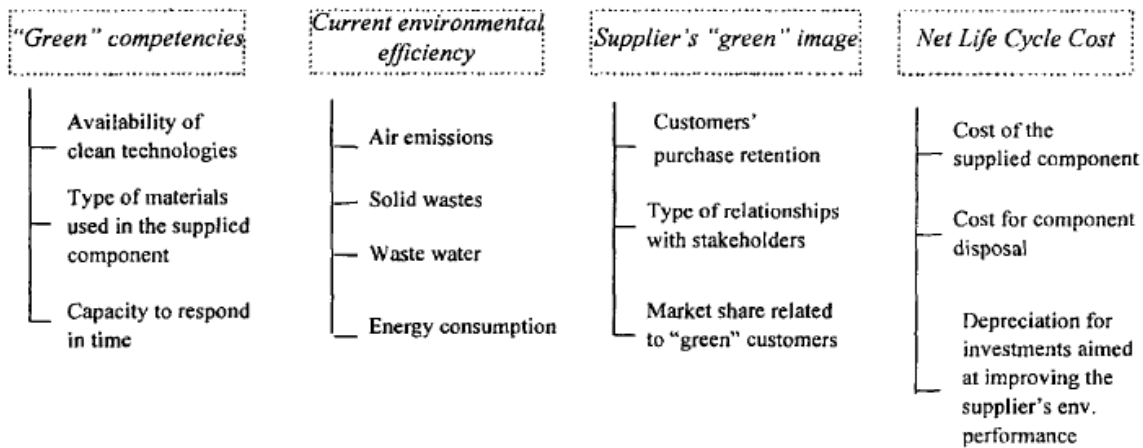 "Green" competencies
Availability of
clean technologies
Type of materials
used in the supplied
component
Capacity to respond
in time
Current environmental
efficiency
Air emissions
Solid wastes
Waste water
Energy consumption
Supplier's "green" image
Customers'
purchase retention
Type of relationships
with stakeholders
Market share related
to "green" customers
Net Life Cycle Cost
Cost of the
supplied component
Cost for component
disposal
Depreciation for
investments aimed
at improving the
supplier's env.
performance